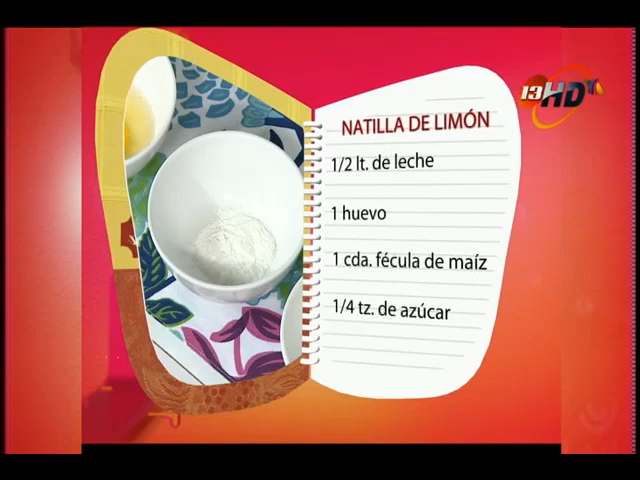 13HD
NATILLA DE LIMÓN
1/2 lt. de leche
1 huevo
1 cda. fécula de maíz
1/4 tz. de azúcar